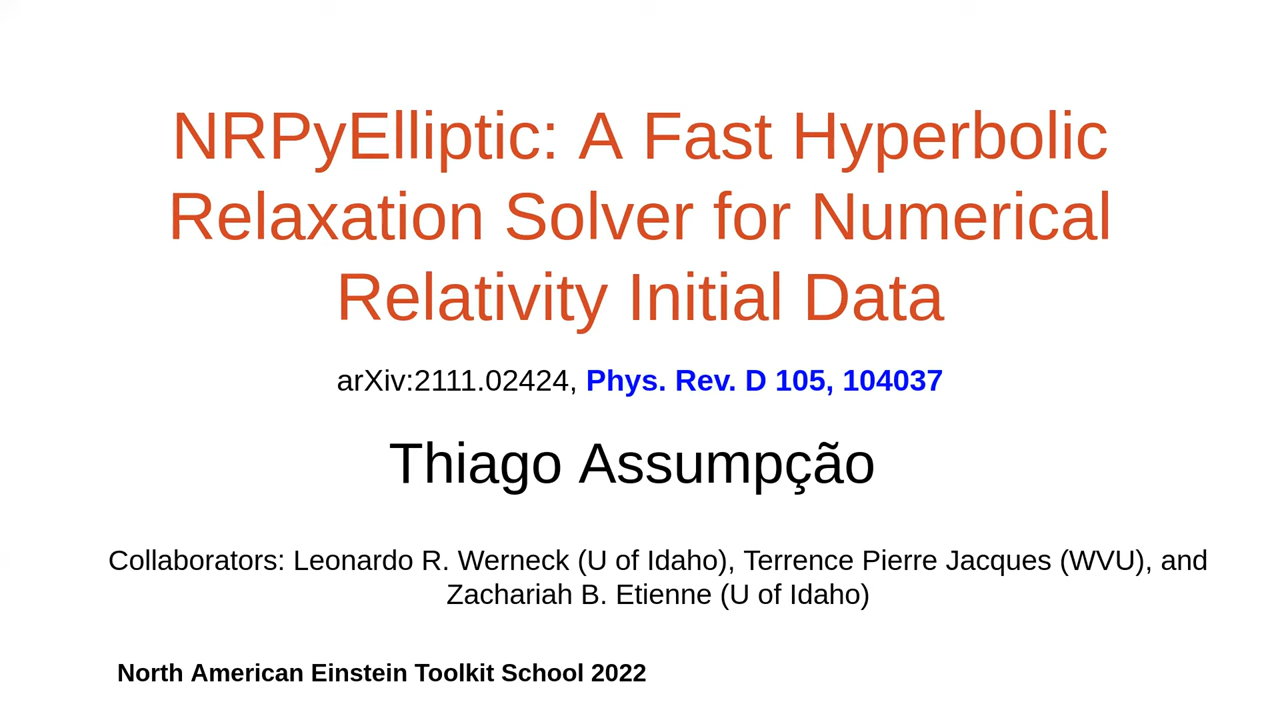 NRPyElliptic: A Fast Hyperbolic
Relaxation Solver for Numerical
Relativity Initial Data
arXiv:2111.02424, Phys. Rev. D 105, 104037
Thiago Assumpção
Collaborators: Leonardo R. Werneck (U of Idaho), Terrence Pierre Jacques (WVU), and
Zachariah B. Etienne (U of Idaho)
North American Einstein Toolkit School 2022